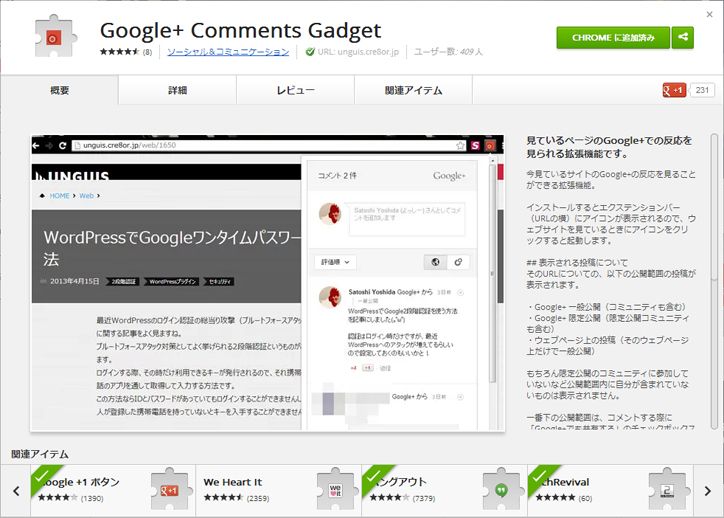 Google+ Comments Gadget
(8) ソーシャル&コミュニケーション URL: unguis.cre8or.jp ユーザー数: 409 人
CHROME に追加済み
概要
詳細
レビュー
関連アイテム
+1
231
unguis.cre8or.jp/web/1650
UNGUIS
HOME > Web >
WordPressでGoogleワンタイムパスワー
法
2013年4月15日 2段階認証 WordPressプラグイン セキュリティ
最近WordPressのログイン認証の総当り攻撃(ブルートフォースアタッ
に関する記事をよく見ますね。
ブルートフォースアタック対策としてよく挙げられる2段階認証というものが
ます。
ログインする際、その時だけ利用できるキーが発行されるので、それ携帯
話のアプリを通して取得して入力する方法です。
この方法ならIDとパスワードがあっていてもログインすることができません。
人が登録した携帯電話を持っていないとキーを入手することができません
コメント 2 件
Google+
Satoshi Yoshida (よっしー)さんとしてコメ
ントを追加します
評価順
Satoshi Yoshida Google+ から 3日前
一般公開
WordPressでGoogle2段階認証を使う方法
を記事にしました(｡･ω･)
認証はログイン時だけですが、最近
WordPressへのアタックが増えてるらしい
ので設定しておくのもいいかと!
+4 +1 返信
Google+ から 3日前
見ているページのGoogle+での反応を
見られる拡張機能です。
今見ているサイトのGoogle+の反応を見ること
ができる拡張機能。
インストールするとエクステンションバー
(URLの横)にアイコンが表示されるので、ウ
ェブサイトを見ているときにアイコンをクリ
ックすると起動します。
## 表示される投稿について
そのURLについての、以下の公開範囲の投稿が
表示されます。
・Google+ 一般公開(コミュニティも含む)
・Google+ 限定公開(限定公開コミュニティ
も含む)
・ウェブページ上の投稿(そのウェブページ
上だけで一般公開)
もちろん限定公開のコミュニティに参加して
いないなど公開範囲内に自分が含まれていな
いものは表示されません。
一番下の公開範囲は、コメントする際に
「Google+でも共有する」のチェックボックス
関連アイテム
oogle +1 ボタン
(1390)
We Heart It
(2359)
ングアウト
(7379)
chRevival
(60)